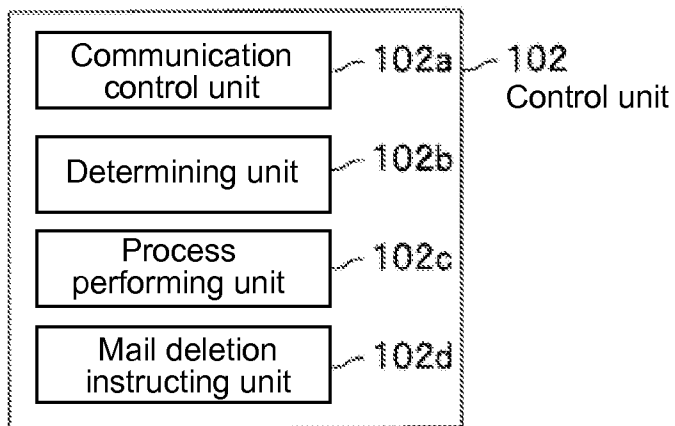 Communication
control unit
102a
102
Control unit
Determining unit
102b
Process
performing unit
102c
Mail deletion
instructing unit
102d